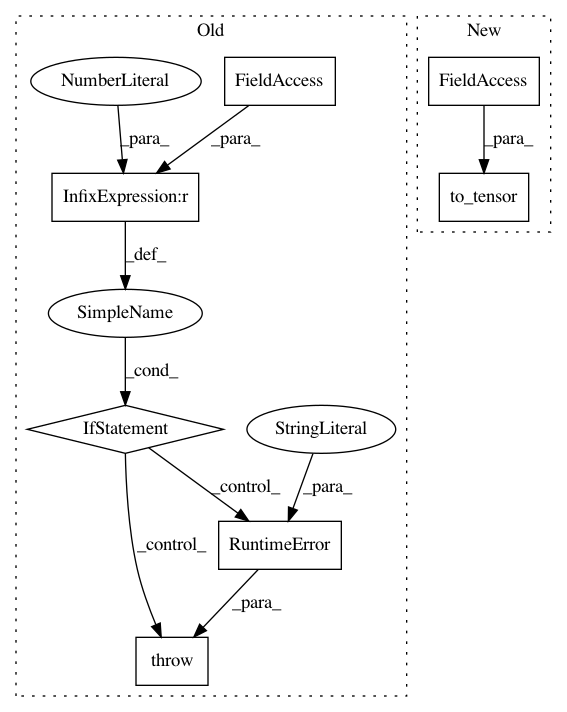 Old
New
NumberLiteral
FieldAccess
FieldAccess
_para_
_para_
_para_
InfixExpression:r
to_tensor
_def_
SimpleName
_cond_
IfStatement
StringLiteral
_control_
_para_
_control_
RuntimeError
_para_
throw